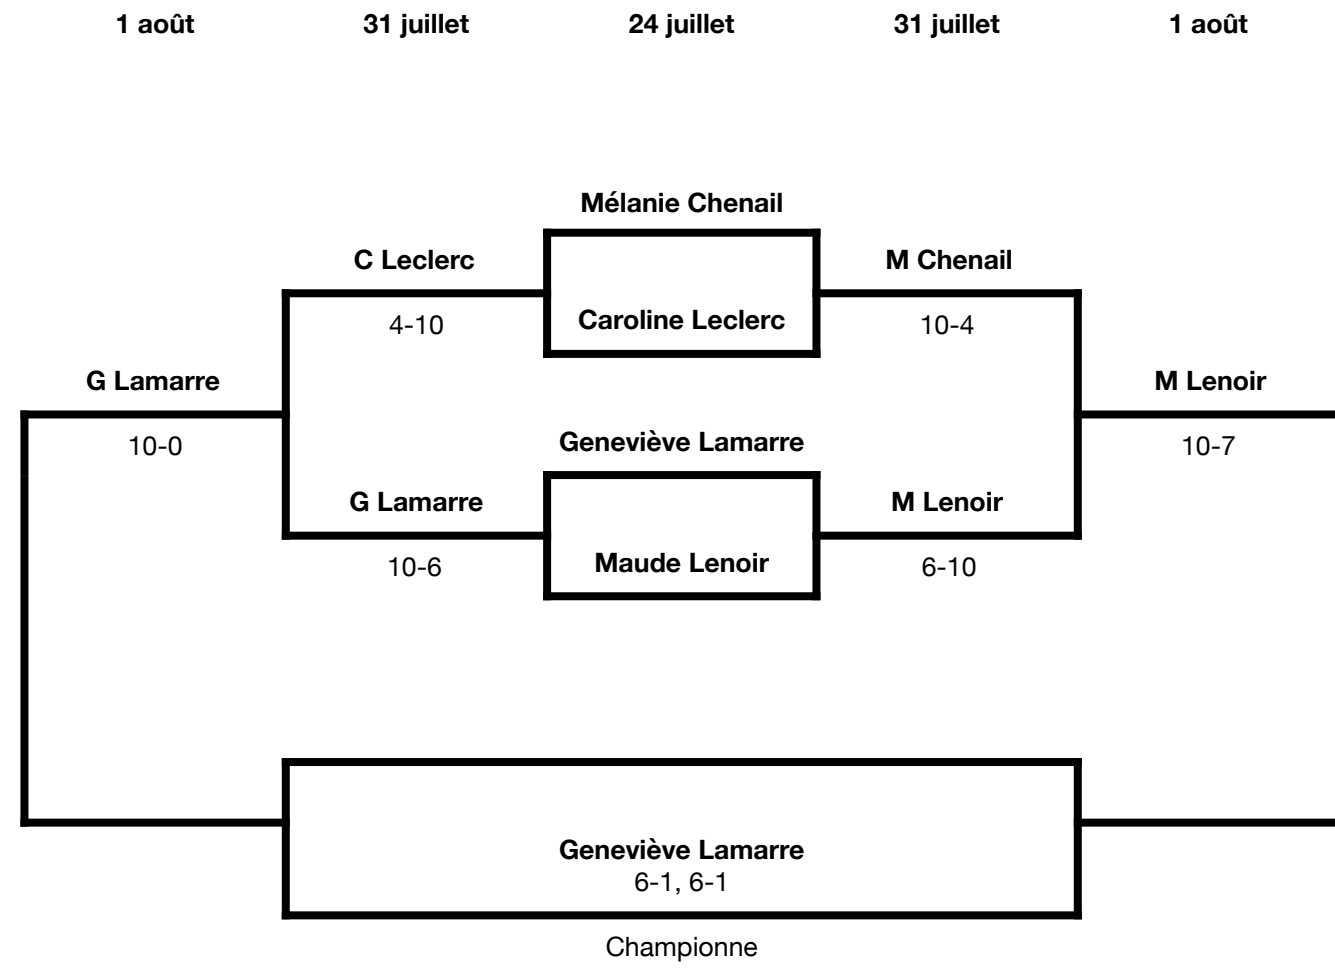 1 août 31 juillet 24 juillet 31 juillet 1 août
Mélanie Chenail
C Leclerc M Chenail
Caroline Leclerc
4-10 10-4
G Lamarre M Lenoir
Geneviève Lamarre
10-0 10-7
G Lamarre M Lenoir
Maude Lenoir
10-6 6-10
Geneviève Lamarre
6-1, 6-1
Championne